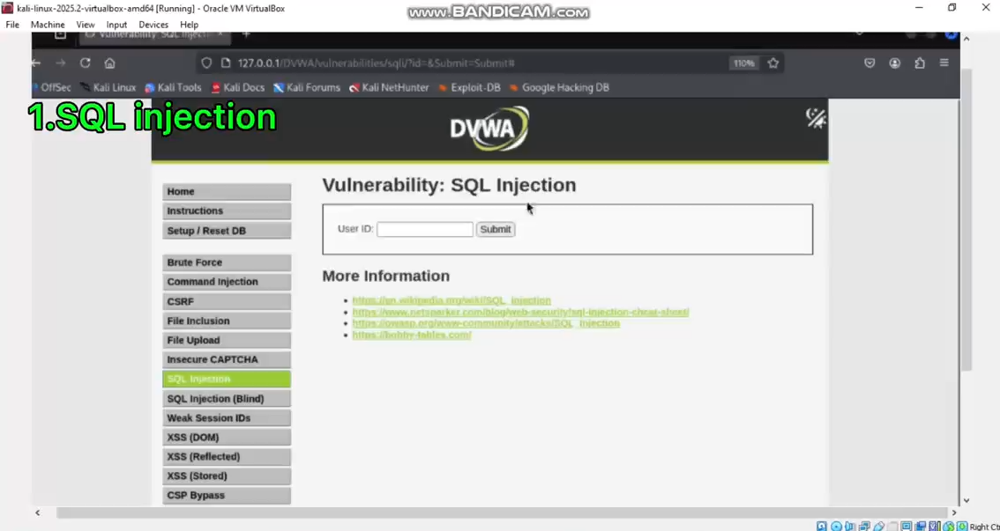 kali-linux-2025.2-virtualbox-amd64 [Running] - Oracle VM VirtualBox
www.BANDICAM.com
File Machine View Input Devices Help
Vulnerability: SQL Injection
127.0.0.1/DVWA/vulnerabilities/sqli/?id=&Submit=Submit#
110%
OffSec Kali Linux Kali Tools Kali Docs Kali Forums Kali NetHunter Exploit-DB Google Hacking DB
1.SQL injection
DVWA
Vulnerability: SQL Injection
User ID: Submit
More Information
https://en.wikipedia.org/wiki/SQL_injection
https://www.netsparker.com/blog/web-security/sql-injection-cheat-sheet/
https://owasp.org/www-community/attacks/SQL_Injection
https://bobby-tables.com/
Home
Instructions
Setup / Reset DB
Brute Force
Command Injection
CSRF
File Inclusion
File Upload
Insecure CAPTCHA
SQL Injection
SQL Injection (Blind)
Weak Session IDs
XSS (DOM)
XSS (Reflected)
XSS (Stored)
CSP Bypass
Right Ctr